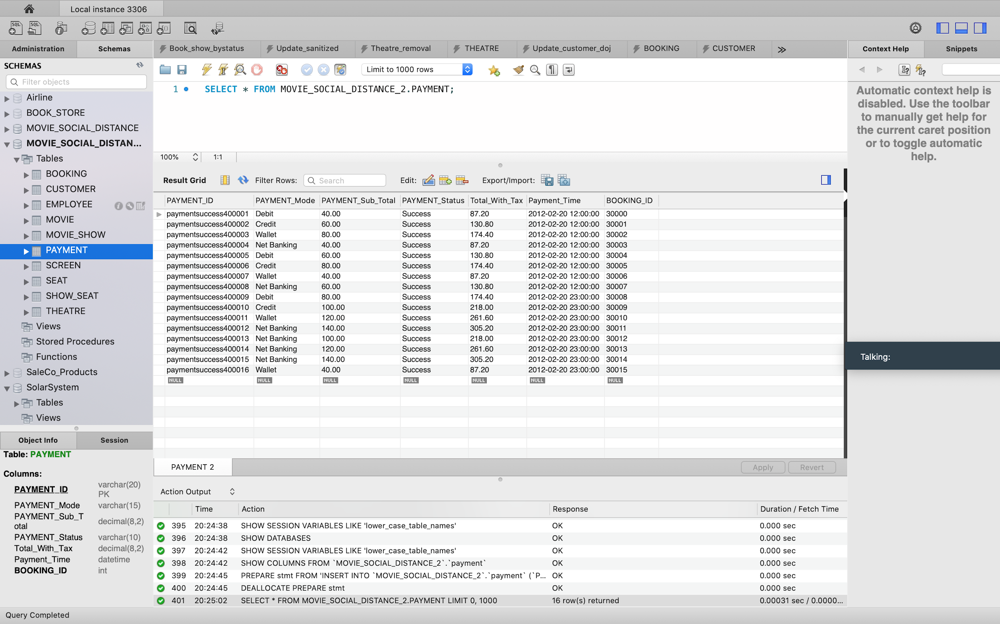 Local instance 3306
Administration Schemas
Book_show_bystatus Update_sanitized Theatre_removal THEATRE Update_customer_doj BOOKING CUSTOMER
Context Help Snippets
SCHEMAS
Filter objects
Airline
BOOK_STORE
MOVIE_SOCIAL_DISTANCE
MOVIE_SOCIAL_DISTAN...
Tables
BOOKING
CUSTOMER
EMPLOYEE
MOVIE
MOVIE_SHOW
PAYMENT
SCREEN
SEAT
SHOW_SEAT
THEATRE
Views
Stored Procedures
Functions
SaleCo_Products
SolarSystem
Tables
Views
Object Info Session
Table: PAYMENT
Columns:
PAYMENT_ID varchar(20)
PK
PAYMENT_Mode varchar(15)
PAYMENT_Sub_T
otal decimal(8,2)
PAYMENT_Status varchar(10)
Total_With_Tax decimal(8,2)
Payment_Time datetime
BOOKING_ID int
Query Completed
Limit to 1000 rows
1 SELECT * FROM MOVIE_SOCIAL_DISTANCE_2.PAYMENT;
100% 1:1
Result Grid Filter Rows: Search Edit: Export/Import:
PAYMENT_ID PAYMENT_Mode PAYMENT_Sub_Total PAYMENT_Status Total_With_Tax Payment_Time BOOKING_ID
paymentsuccess400001 Debit 40.00 Success 87.20 2012-02-20 12:00:00 30000
paymentsuccess400002 Credit 60.00 Success 130.80 2012-02-20 12:00:00 30001
paymentsuccess400003 Wallet 80.00 Success 174.40 2012-02-20 12:00:00 30002
paymentsuccess400004 Net Banking 40.00 Success 87.20 2012-02-20 12:00:00 30003
paymentsuccess400005 Debit 60.00 Success 130.80 2012-02-20 12:00:00 30004
paymentsuccess400006 Credit 80.00 Success 174.40 2012-02-20 12:00:00 30005
paymentsuccess400007 Wallet 40.00 Success 87.20 2012-02-20 12:00:00 30006
paymentsuccess400008 Net Banking 60.00 Success 130.80 2012-02-20 12:00:00 30007
paymentsuccess400009 Debit 80.00 Success 174.40 2012-02-20 23:00:00 30008
paymentsuccess400010 Credit 100.00 Success 218.00 2012-02-20 23:00:00 30009
paymentsuccess400011 Wallet 120.00 Success 261.60 2012-02-20 23:00:00 30010
paymentsuccess400012 Net Banking 140.00 Success 305.20 2012-02-20 23:00:00 30011
paymentsuccess400013 Net Banking 100.00 Success 218.00 2012-02-20 23:00:00 30012
paymentsuccess400014 Net Banking 120.00 Success 261.60 2012-02-20 23:00:00 30013
paymentsuccess400015 Net Banking 140.00 Success 305.20 2012-02-20 23:00:00 30014
paymentsuccess400016 Wallet 40.00 Success 87.20 2012-02-20 23:00:00 30015
NULL NULL NULL NULL NULL NULL NULL
PAYMENT 2 Apply Revert
Action Output
Time Action Response Duration / Fetch Time
395 20:24:38 SHOW SESSION VARIABLES LIKE 'lower_case_table_names' OK 0.000 sec
396 20:24:38 SHOW DATABASES OK 0.000 sec
397 20:24:42 SHOW SESSION VARIABLES LIKE 'lower_case_table_names' OK 0.000 sec
398 20:24:42 SHOW COLUMNS FROM `MOVIE_SOCIAL_DISTANCE_2`.`payment` OK 0.000 sec
399 20:24:45 PREPARE stmt FROM 'INSERT INTO `MOVIE_SOCIAL_DISTANCE_2`.`payment` (`P... OK 0.000 sec
400 20:24:45 DEALLOCATE PREPARE stmt OK 0.000 sec
401 20:25:02 SELECT * FROM MOVIE_SOCIAL_DISTANCE_2.PAYMENT LIMIT 0, 1000 16 row(s) returned 0.00031 sec / 0.0000...
Automatic context help is
disabled. Use the toolbar
to manually get help for
the current caret position
or to toggle automatic
help.
Talking: